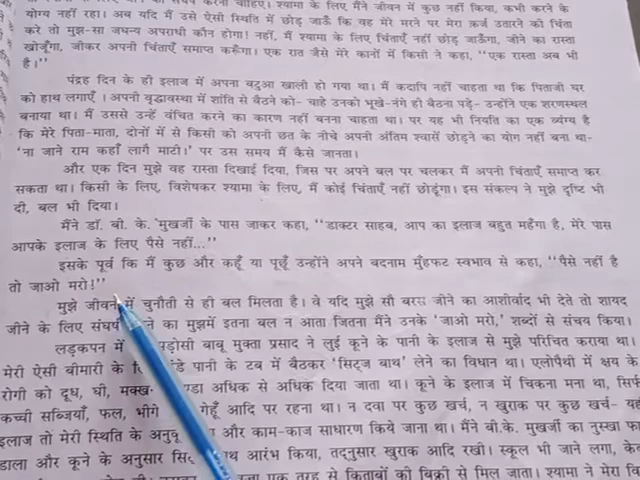 योग्य नहीं रहा। अब यदि मैं उसे ऐसी स्थिति में छोड़ जाऊँ कि वह मेरे मरने पर मेरा कर्ज उतारने की चिंता
करे तो मुझ-सा जघन्य अपराधी कौन होगा! नहीं, मैं श्यामा के लिए चिंताएँ नहीं छोड़ जाऊँगा, जीने का रास्ता
खोजूँगा, जीकर अपनी चिंताएँ समाप्त करूँगा। एक रात जैसे मेरे कानों में किसी ने कहा, ''एक रास्ता अब भी
है।''
पंद्रह दिन के ही इलाज में अपना बटुआ खाली हो गया था। मैं कदापि नहीं चाहता था कि पिताजी घर
को हाथ लगाएँ । अपनी वृद्धावस्था में शांति से बैठने को- चाहे उनको भूखे-नंगे ही बैठना पड़े- उन्होंने एक शरणस्थल
बनाया था। मैं उससे उन्हें वंचित करने का कारण नहीं बनना चाहता था। पर यह भी नियति का एक व्यंग्य है
कि मेरे पिता-माता, दोनों में से किसी को अपनी छत के नीचे अपनी अंतिम श्वासें छोड़ने का योग नहीं बना था-
'ना जाने राम कहाँ लागै माटी।' पर उस समय मैं कैसे जानता।
और एक दिन मुझे वह रास्ता दिखाई दिया, जिस पर अपने बल पर चलकर मैं अपनी चिंताएँ समाप्त कर
सकता था। किसी के लिए, विशेषकर श्यामा के लिए, मैं कोई चिंताएँ नहीं छोडूंगा। इस संकल्प ने मुझे दृष्टि भी
दी, बल भी दिया।
मैंने डॉ. बी. के. मुखर्जी के पास जाकर कहा, ''डाक्टर साहब, आप का इलाज बहुत महँगा है, मेरे पास
आपके इलाज के लिए पैसे नहीं...''
इसके पूर्व कि मैं कुछ और कहूँ या पूछूँ उन्होंने अपने बदनाम मुँहफट स्वभाव से कहा, ''पैसे नहीं है
तो जाओ मरो!''
मुझे जीवन में चुनौती से ही बल मिलता है। वे यदि मुझे सौ बरस जीने का आशीर्वाद भी देते तो शायद
जीने के लिए संघर्ष का मुझमें इतना बल न आता जितना मैंने उनके 'जाओ मरो,' शब्दों से संचय किया।
लड़कपन में पड़ोसी बाबू मुक्ता प्रसाद ने लुई कूने के पानी के इलाज से मुझे परिचित कराया था।
मेरी ऐसी बीमारी के पानी के टब में बैठकर 'सिट्ज बाथ' लेने का विधान था। एलोपैथी में क्षय के
रोगी को दूध, घी, अधिक से अधिक दिया जाता था। कूने के इलाज में चिकना मना था, सिर्फ
कच्ची सब्जियाँ, फल, भीगे गेहूँ आदि पर रहना था। न दवा पर कुछ खर्च, न खुराक पर कुछ खर्च-
इलाज तो मेरी स्थिति के और काम-काज साधारण किये जाना था। मैंने बी.के. मुखर्जी का नुस्खा
डाला और कूने के अनुसार आरंभ किया, तदनुसार खुराक आदि रखी। स्कूल भी जाने लगा,
एक तरह से किताबों की बिक्री से मिल जाता। श्यामा ने मेरा